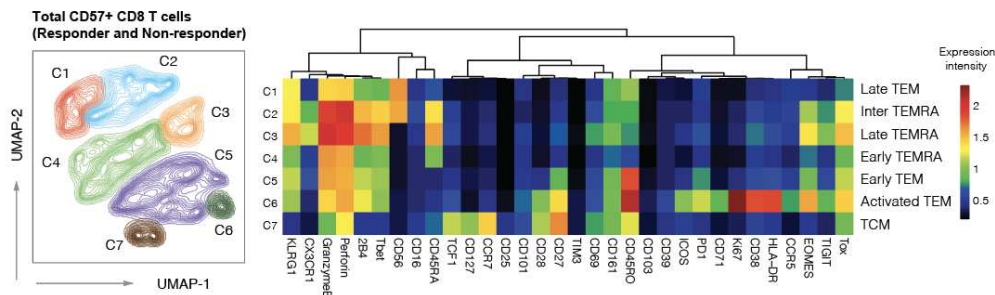 Total CD57+ CD8 T cells
(Responder and Non-responder)
C1
C2
C3
C4
C5
C6
C7
UMAP-2
UMAP-1
C1
C2
C3
C4
C5
C6
C7
Late TEM
Inter TEMRA
Late TEMRA
Early TEMRA
Early TEM
Activated TEM
TCM
KLRG1
CX3CR1
GranzymeB
Perforin
2B4
Tbet
CD56
CD16
CD45RA
TCF1
CD127
CCR7
CD25
CD101
CD28
CD27
TIM3
CD69
CD161
CD45RO
CD103
CD39
ICOS
PD1
CD71
Ki67
CD38
HLA-DR
CCR5
EOMES
TIGIT
Tox
Expression
intensity
2
1.5
1
0.5